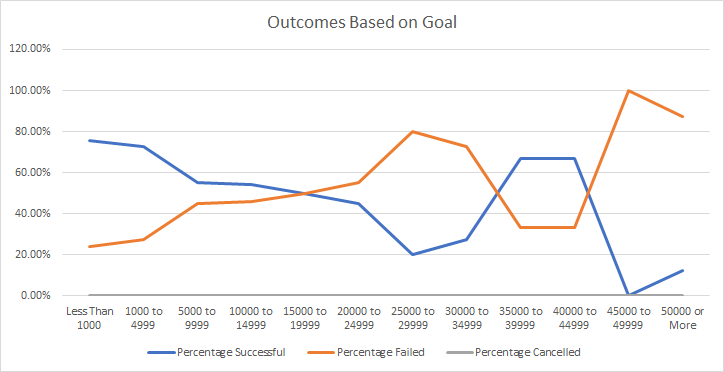 Outcomes Based on Goal
120.00%
100.00%
80.00%
60.00%
40.00%
20.00%
0.00%
Less Than 1000 to 5000 to 10000 to 15000 to 20000 to 25000 to 30000 to 35000 to 40000 to 45000 to 50000 or
1000 4999 9999 14999 19999 24999 29999 34999 39999 44999 49999 More
Percentage Successful Percentage Failed Percentage Cancelled